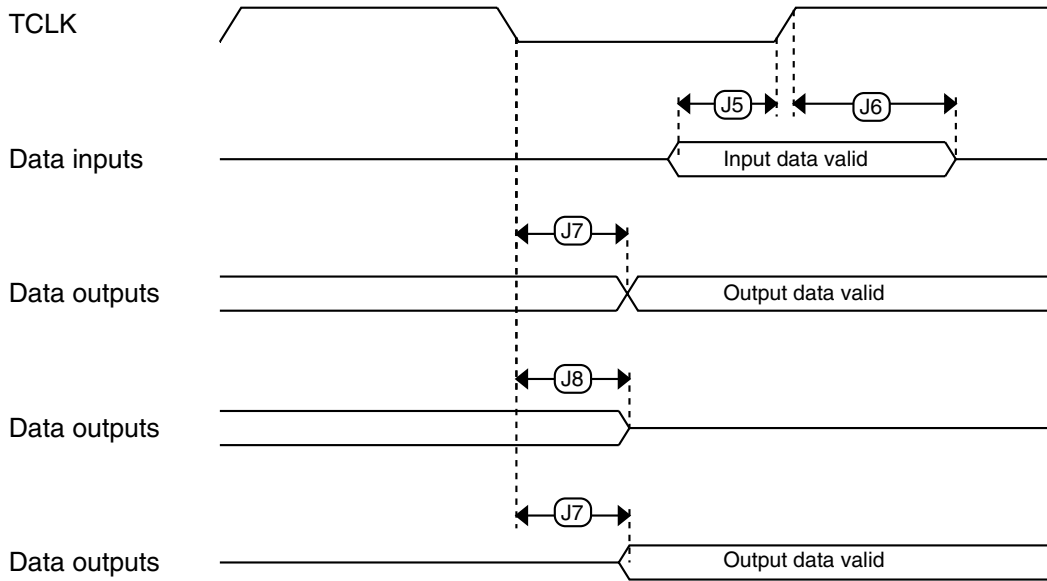 TCLK
J5
J6
Data inputs
Input data valid
J7
Data outputs
Output data valid
J8
Data outputs
J7
Data outputs
Output data valid